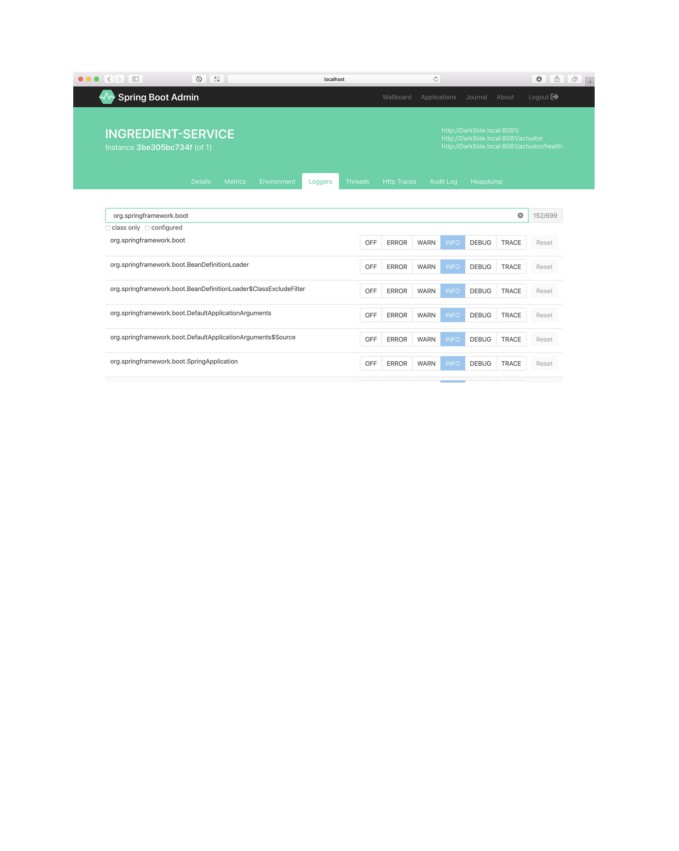 localhost
Spring Boot Admin
Wallboard Applications Journal About Logout
INGREDIENT-SERVICE
Instance 3be305bc734f (of 1)
http://DarkSide.local:8081/
http://DarkSide.local:8081/actuator
http://DarkSide.local:8081/actuator/health
Details Metrics Environment Loggers Threads Http Traces Audit Log Heapdump
org.springframework.boot 152/699
class only configured
org.springframework.boot OFF ERROR WARN INFO DEBUG TRACE Reset
org.springframework.boot.BeanDefinitionLoader OFF ERROR WARN INFO DEBUG TRACE Reset
org.springframework.boot.BeanDefinitionLoader$ClassExcludeFilter OFF ERROR WARN INFO DEBUG TRACE Reset
org.springframework.boot.DefaultApplicationArguments OFF ERROR WARN INFO DEBUG TRACE Reset
org.springframework.boot.DefaultApplicationArguments$Source OFF ERROR WARN INFO DEBUG TRACE Reset
org.springframework.boot.SpringApplication OFF ERROR WARN INFO DEBUG TRACE Reset